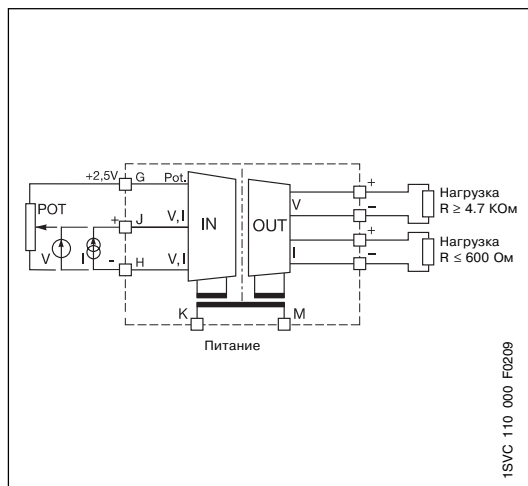 +2,5V G Pot.
POT
+ J V,I
V I
- H V,I
IN
OUT
V
I
+
−
Нагрузка
R ≥ 4.7 КОм
+
−
Нагрузка
R ≤ 600 Ом
K M
Питание
1SVC 110 000 F0209